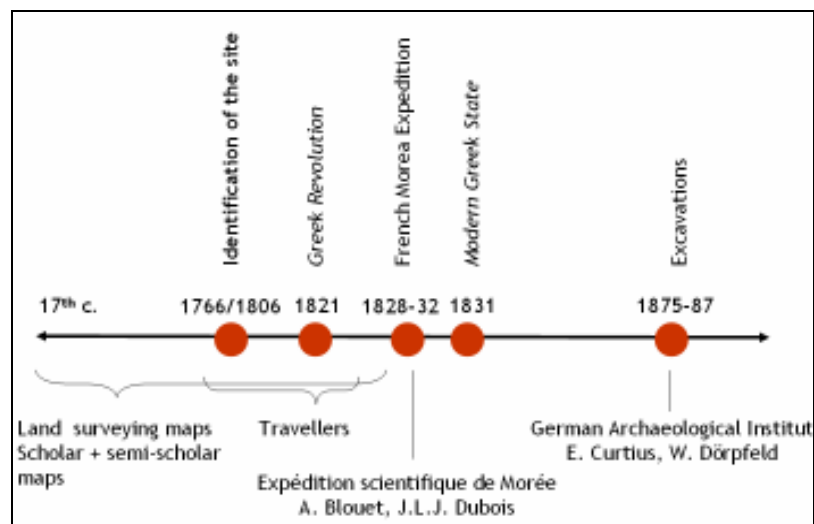 Identification of the site
Greek Revolution
French Morea Expedition
Modern Greek State
Excavations
17th c.
1766/1806
1821
1828-32
1831
1875-87
Land surveying maps
Scholar + semi-scholar
maps
Travellers
Expédition scientifique de Morée
A. Blouet, J.L.J. Dubois
German Archaeological Institut
E. Curtius, W. Dörpfeld